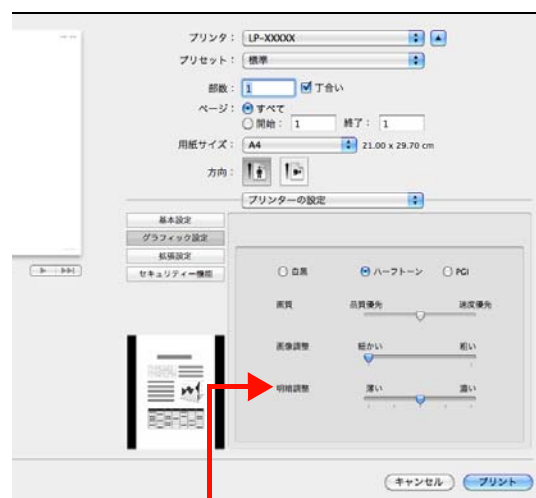 プリンタ： LP-XXXXX
プリセット： 標準
部数： 1 丁合い
ページ： すべて
開始： 1 終了： 1
用紙サイズ： A4 21.00 x 29.70 cm
方向：
プリンターの設定
基本設定
グラフィック設定
拡張設定
セキュリティー機能
白黒 ハーフトーン PGI
画質 品質優先 速度優先
画像調整 細かい 粗い
明暗調整 薄い 濃い
キャンセル プリント